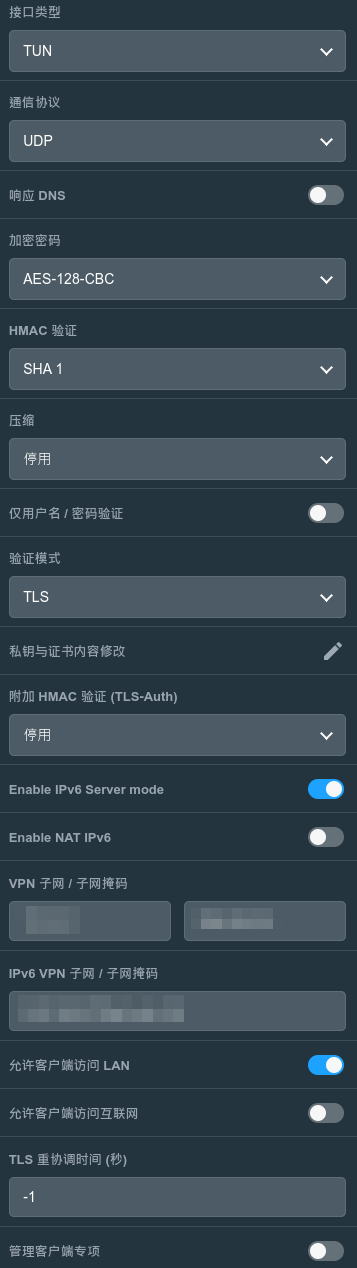 接口类型
TUN
通信协议
UDP
响应 DNS
加密密码
AES-128-CBC
HMAC 验证
SHA 1
压缩
停用
仅用户名 / 密码验证
验证模式
TLS
私钥与证书内容修改
附加 HMAC 验证 (TLS-Auth)
停用
Enable IPv6 Server mode
Enable NAT IPv6
VPN 子网 / 子网掩码
IPv6 VPN 子网 / 子网掩码
允许客户端访问 LAN
允许客户端访问互联网
TLS 重协调时间 (秒)
-1
管理客户端专项